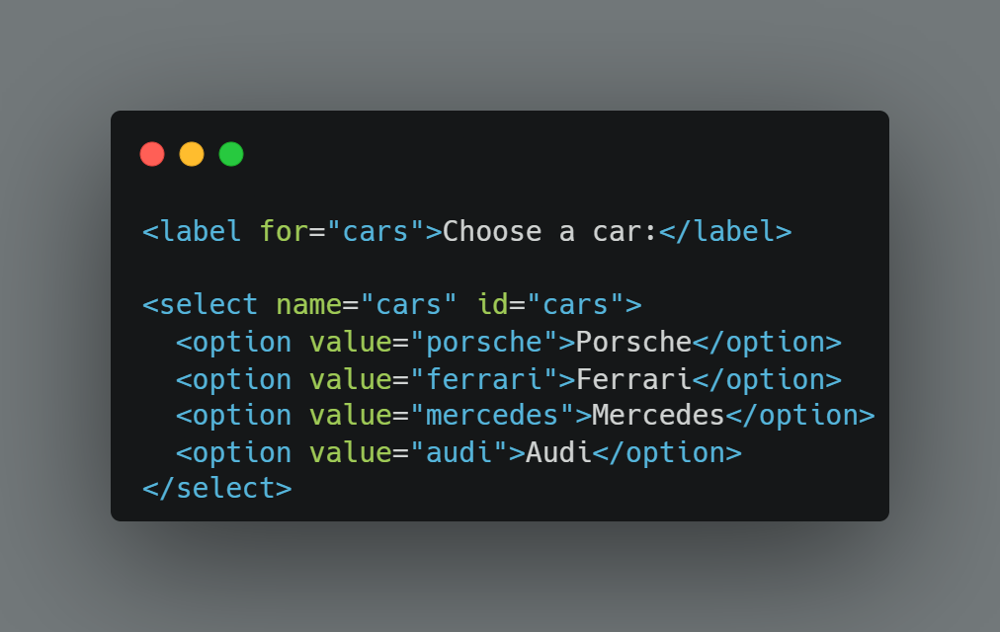 <label for="cars">Choose a car:</label>
<select name="cars" id="cars">
  <option value="porsche">Porsche</option>
  <option value="ferrari">Ferrari</option>
  <option value="mercedes">Mercedes</option>
  <option value="audi">Audi</option>
</select>